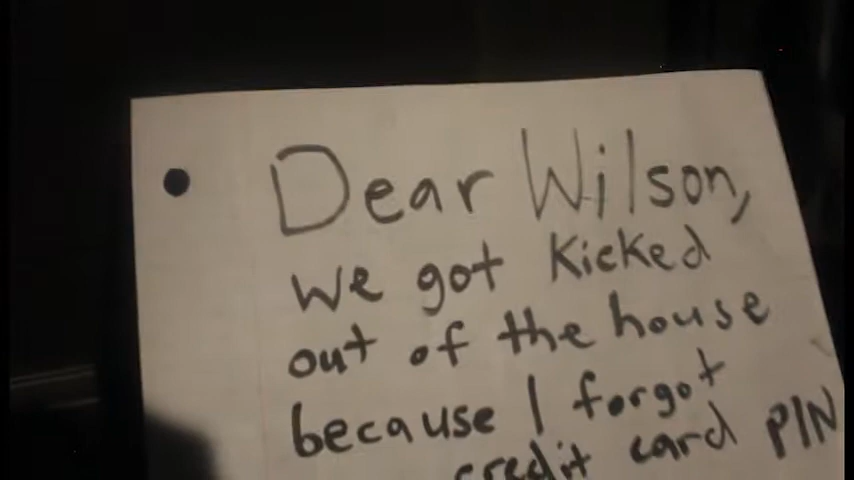 Dear Wilson,
we got kicked
out of the house
because I forgot
credit card PIN